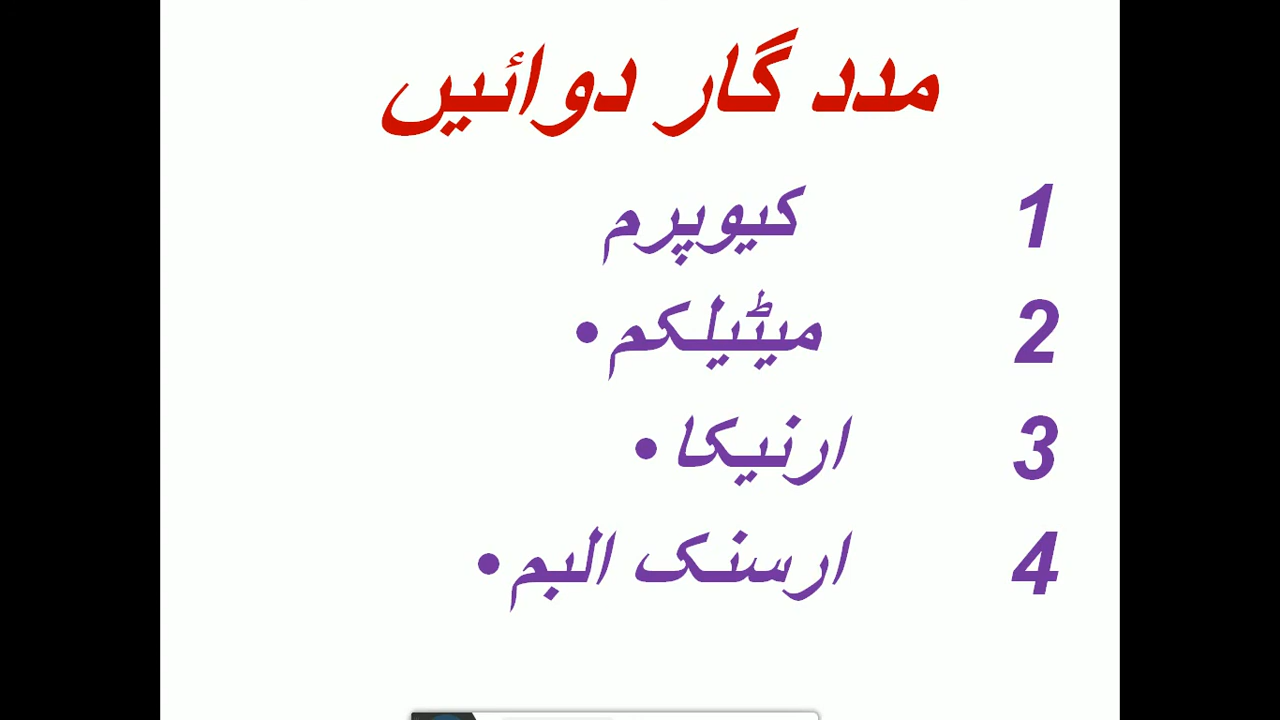 مدد گار دوائیں
1 کیوپرم
2 میٹیلکم •
3 ارنیکا •
4 ارسنک البم •